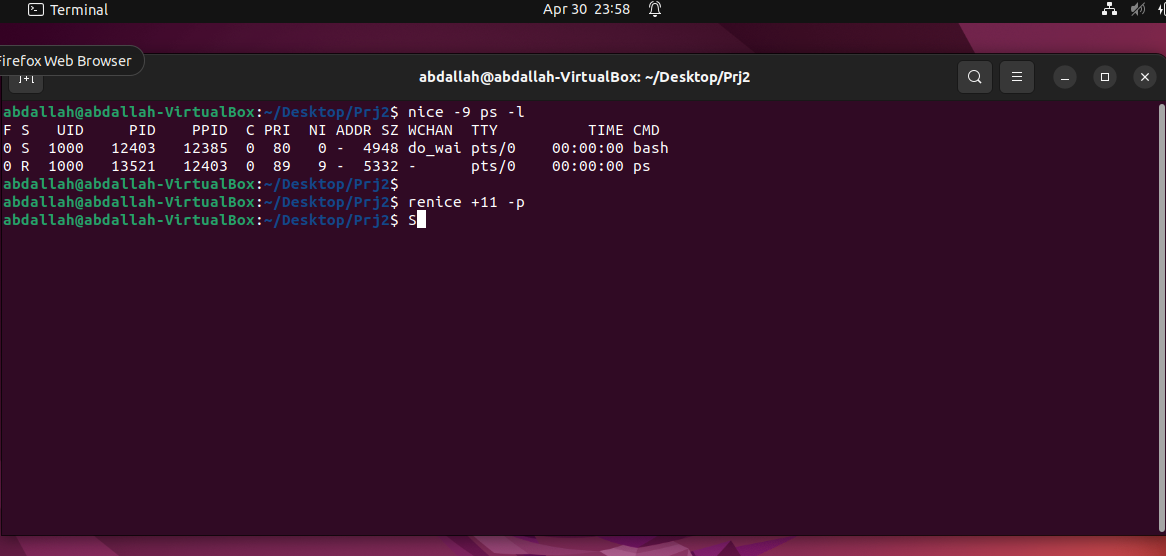 Terminal
Apr 30 23:58
Firefox Web Browser
abdallah@abdallah-VirtualBox: ~/Desktop/Prj2
abdallah@abdallah-VirtualBox:~/Desktop/Prj2$ nice -9 ps -l
F S   UID     PID    PPID  C PRI  NI ADDR SZ WCHAN  TTY          TIME CMD
0 S  1000   12403   12385  0  80   0 -  4948 do_wai pts/0    00:00:00 bash
0 R  1000   13521   12403  0  89   9 -  5332 -      pts/0    00:00:00 ps
abdallah@abdallah-VirtualBox:~/Desktop/Prj2$
abdallah@abdallah-VirtualBox:~/Desktop/Prj2$ renice +11 -p
abdallah@abdallah-VirtualBox:~/Desktop/Prj2$ S